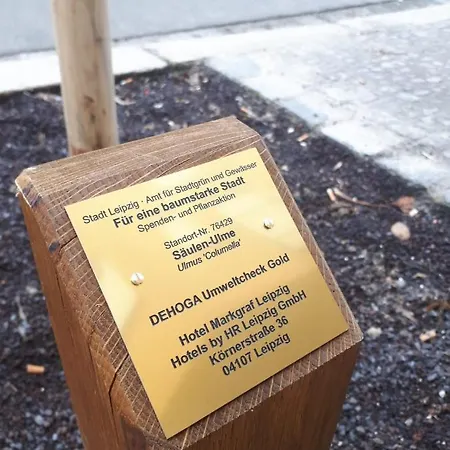 Stadt Leipzig - Amt für Stadtgrün und Gewässer
Für eine baumstarke Stadt
Spenden- und Pflanzaktion
Standort-Nr. 76429
Säulen-Ulme
Ulmus 'Columella'
DEHOGA Umweltcheck Gold
Hotel Markgraf Leipzig
Hotels by HR Leipzig GmbH
Körnerstraße 36
04107 Leipzig